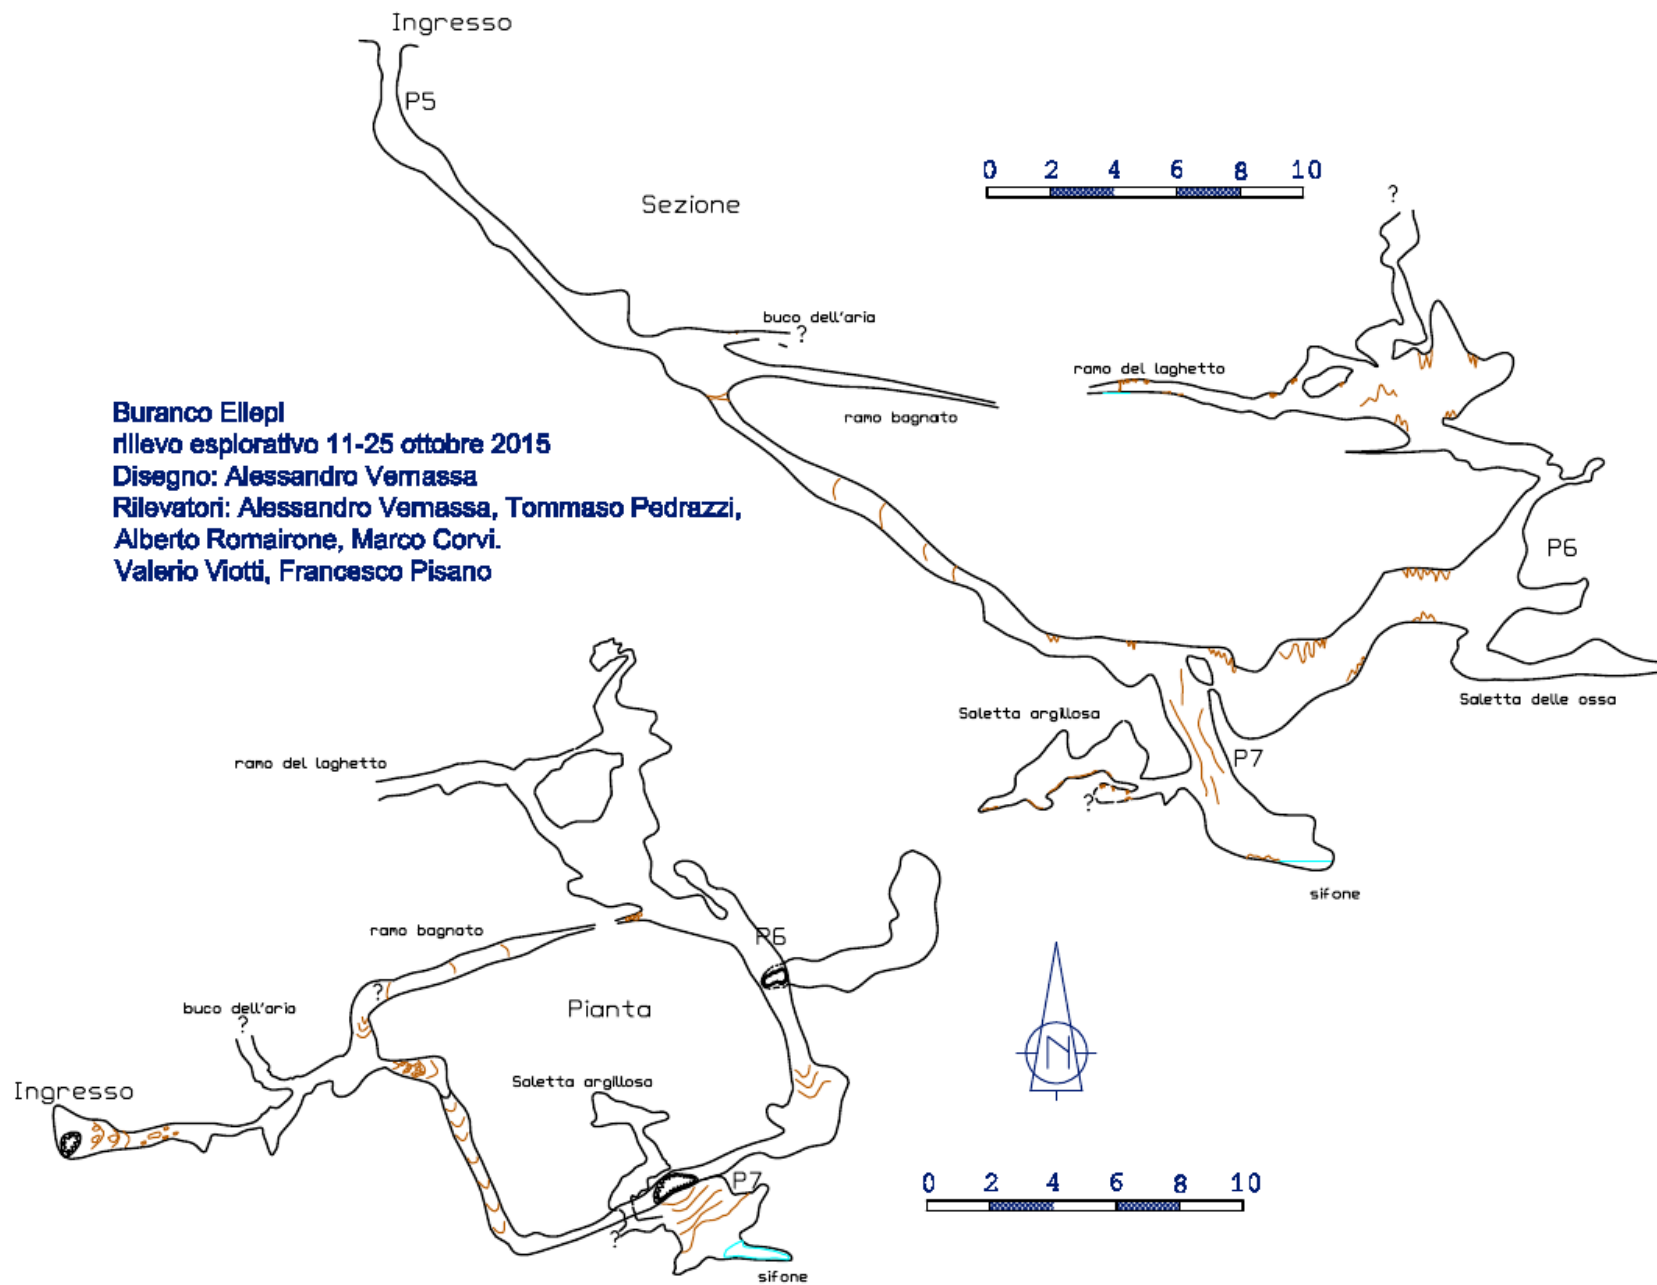 Ingresso
P5
Sezione
0 2 4 6 8 10
?
buco dell'aria
?
ramo del laghetto
ramo bagnato
Buranco Ellepi
rilievo esplorativo 11-25 ottobre 2015
Disegno: Alessandro Vernassa
Rilevatori: Alessandro Vernassa, Tommaso Pedrazzi,
Alberto Romairone, Marco Corvi.
Valerio Viotti, Francesco Pisano
P6
Saletta delle ossa
Saletta argillosa
P7
?
sifone
ramo del laghetto
ramo bagnato
P6
?
buco dell'aria
?
Pianta
N
Ingresso
Saletta argillosa
P7
?
0 2 4 6 8 10
sifone